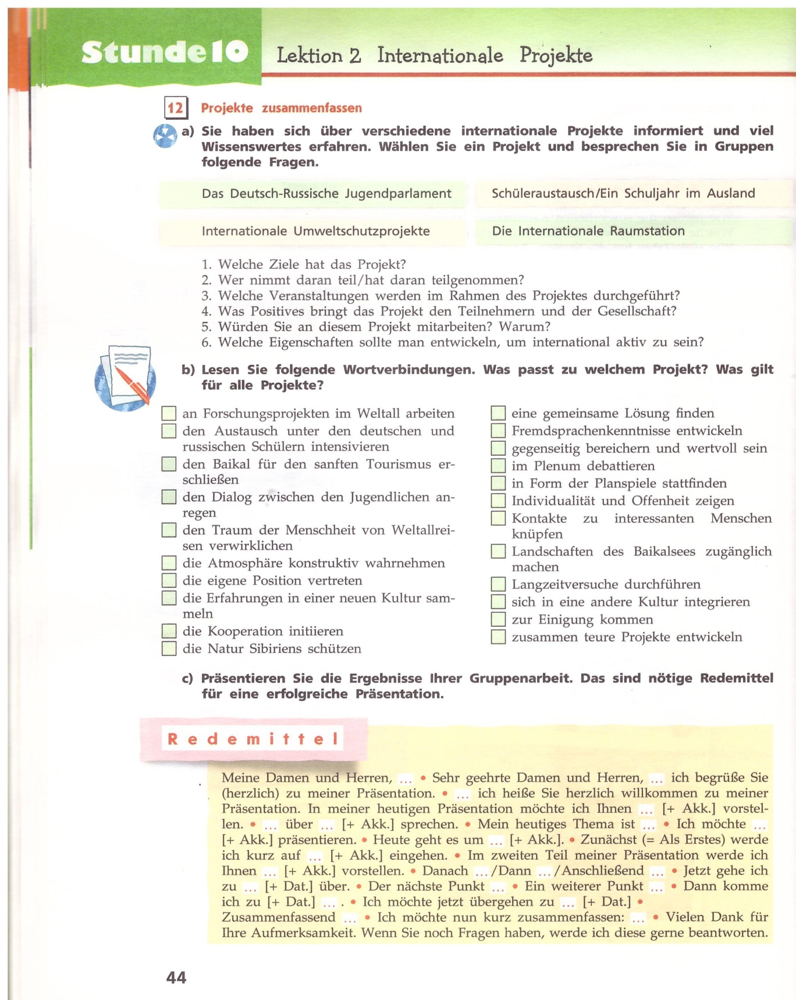 Stunde 10
Lektion 2 Internationale Projekte
12 Projekte zusammenfassen
a) Sie haben sich über verschiedene internationale Projekte informiert und viel
Wissenswertes erfahren. Wählen Sie ein Projekt und besprechen Sie in Gruppen
folgende Fragen.
Das Deutsch-Russische Jugendparlament
Schüleraustausch/Ein Schuljahr im Ausland
Internationale Umweltschutzprojekte
Die Internationale Raumstation
1. Welche Ziele hat das Projekt?
2. Wer nimmt daran teil/hat daran teilgenommen?
3. Welche Veranstaltungen werden im Rahmen des Projektes durchgeführt?
4. Was Positives bringt das Projekt den Teilnehmern und der Gesellschaft?
5. Würden Sie an diesem Projekt mitarbeiten? Warum?
6. Welche Eigenschaften sollte man entwickeln, um international aktiv zu sein?
b) Lesen Sie folgende Wortverbindungen. Was passt zu welchem Projekt? Was gilt
für alle Projekte?
an Forschungsprojekten im Weltall arbeiten
den Austausch unter den deutschen und
russischen Schülern intensivieren
den Baikal für den sanften Tourismus er-
schließen
den Dialog zwischen den Jugendlichen an-
regen
den Traum der Menschheit von Weltallrei-
sen verwirklichen
die Atmosphäre konstruktiv wahrnehmen
die eigene Position vertreten
die Erfahrungen in einer neuen Kultur sam-
meln
die Kooperation initiieren
die Natur Sibiriens schützen
eine gemeinsame Lösung finden
Fremdsprachenkenntnisse entwickeln
gegenseitig bereichern und wertvoll sein
im Plenum debattieren
in Form der Planspiele stattfinden
Individualität und Offenheit zeigen
Kontakte zu interessanten Menschen
knüpfen
Landschaften des Baikalsees zugänglich
machen
Langzeitversuche durchführen
sich in eine andere Kultur integrieren
zur Einigung kommen
zusammen teure Projekte entwickeln
c) Präsentieren Sie die Ergebnisse Ihrer Gruppenarbeit. Das sind nötige Redemittel
für eine erfolgreiche Präsentation.
Redemittel
Meine Damen und Herren, ... • Sehr geehrte Damen und Herren, ... ich begrüße Sie
(herzlich) zu meiner Präsentation. • ... ich heiße Sie herzlich willkommen zu meiner
Präsentation. In meiner heutigen Präsentation möchte ich Ihnen ... [+ Akk.] vorstel-
len. • ... über ... [+ Akk.] sprechen. • Mein heutiges Thema ist ... • Ich möchte ...
[+ Akk.] präsentieren. • Heute geht es um ... [+ Akk.]. • Zunächst (= Als Erstes) werde
ich kurz auf ... [+ Akk.] eingehen. • Im zweiten Teil meiner Präsentation werde ich
Ihnen ... [+ Akk.] vorstellen. • Danach .../Dann .../Anschließend ... • Jetzt gehe ich
zu ... [+ Dat.] über. • Der nächste Punkt ... • Ein weiterer Punkt ... • Dann komme
ich zu [+ Dat.] ... . • Ich möchte jetzt übergehen zu ... [+ Dat.] •
Zusammenfassend ... • Ich möchte nun kurz zusammenfassen: ... • Vielen Dank für
Ihre Aufmerksamkeit. Wenn Sie noch Fragen haben, werde ich diese gerne beantworten.
44